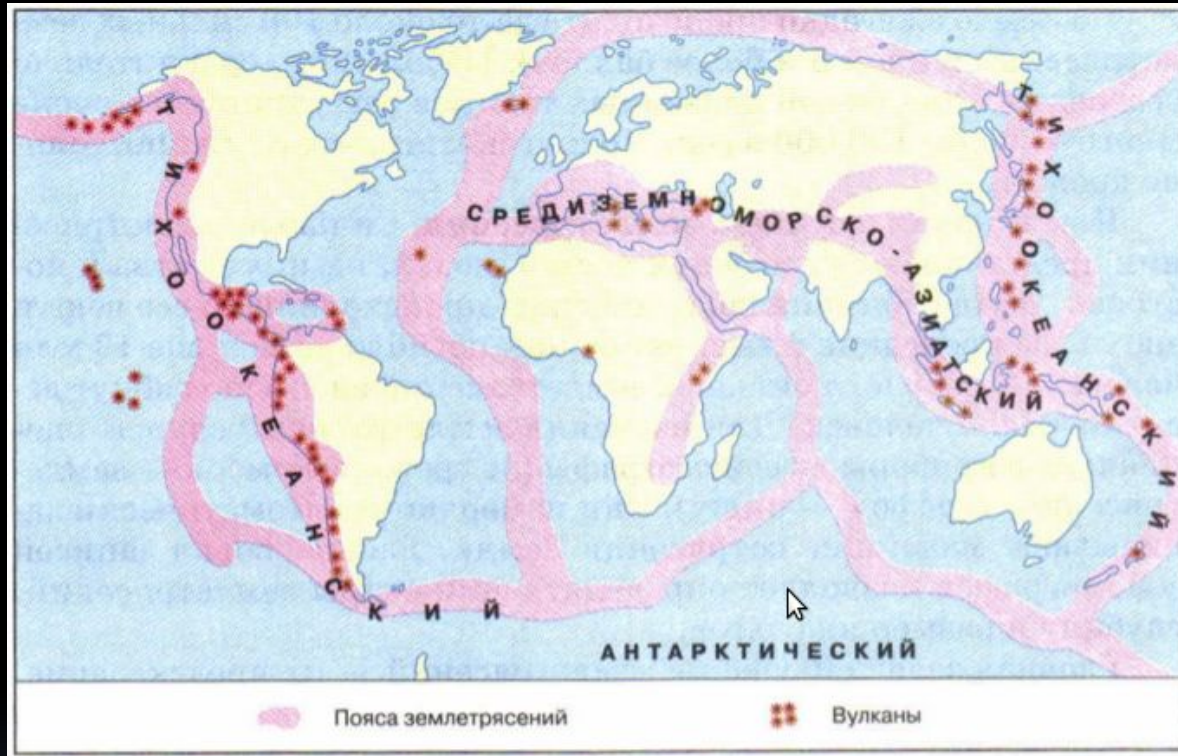 ТИХООКЕАНСКИЙ
СРЕДИЗЕМНОМОРСКО-АЗИАТСКИЙ
ТИХООКЕАНСКИЙ
АНТАРКТИЧЕСКИЙ
Пояса землетрясений
Вулканы